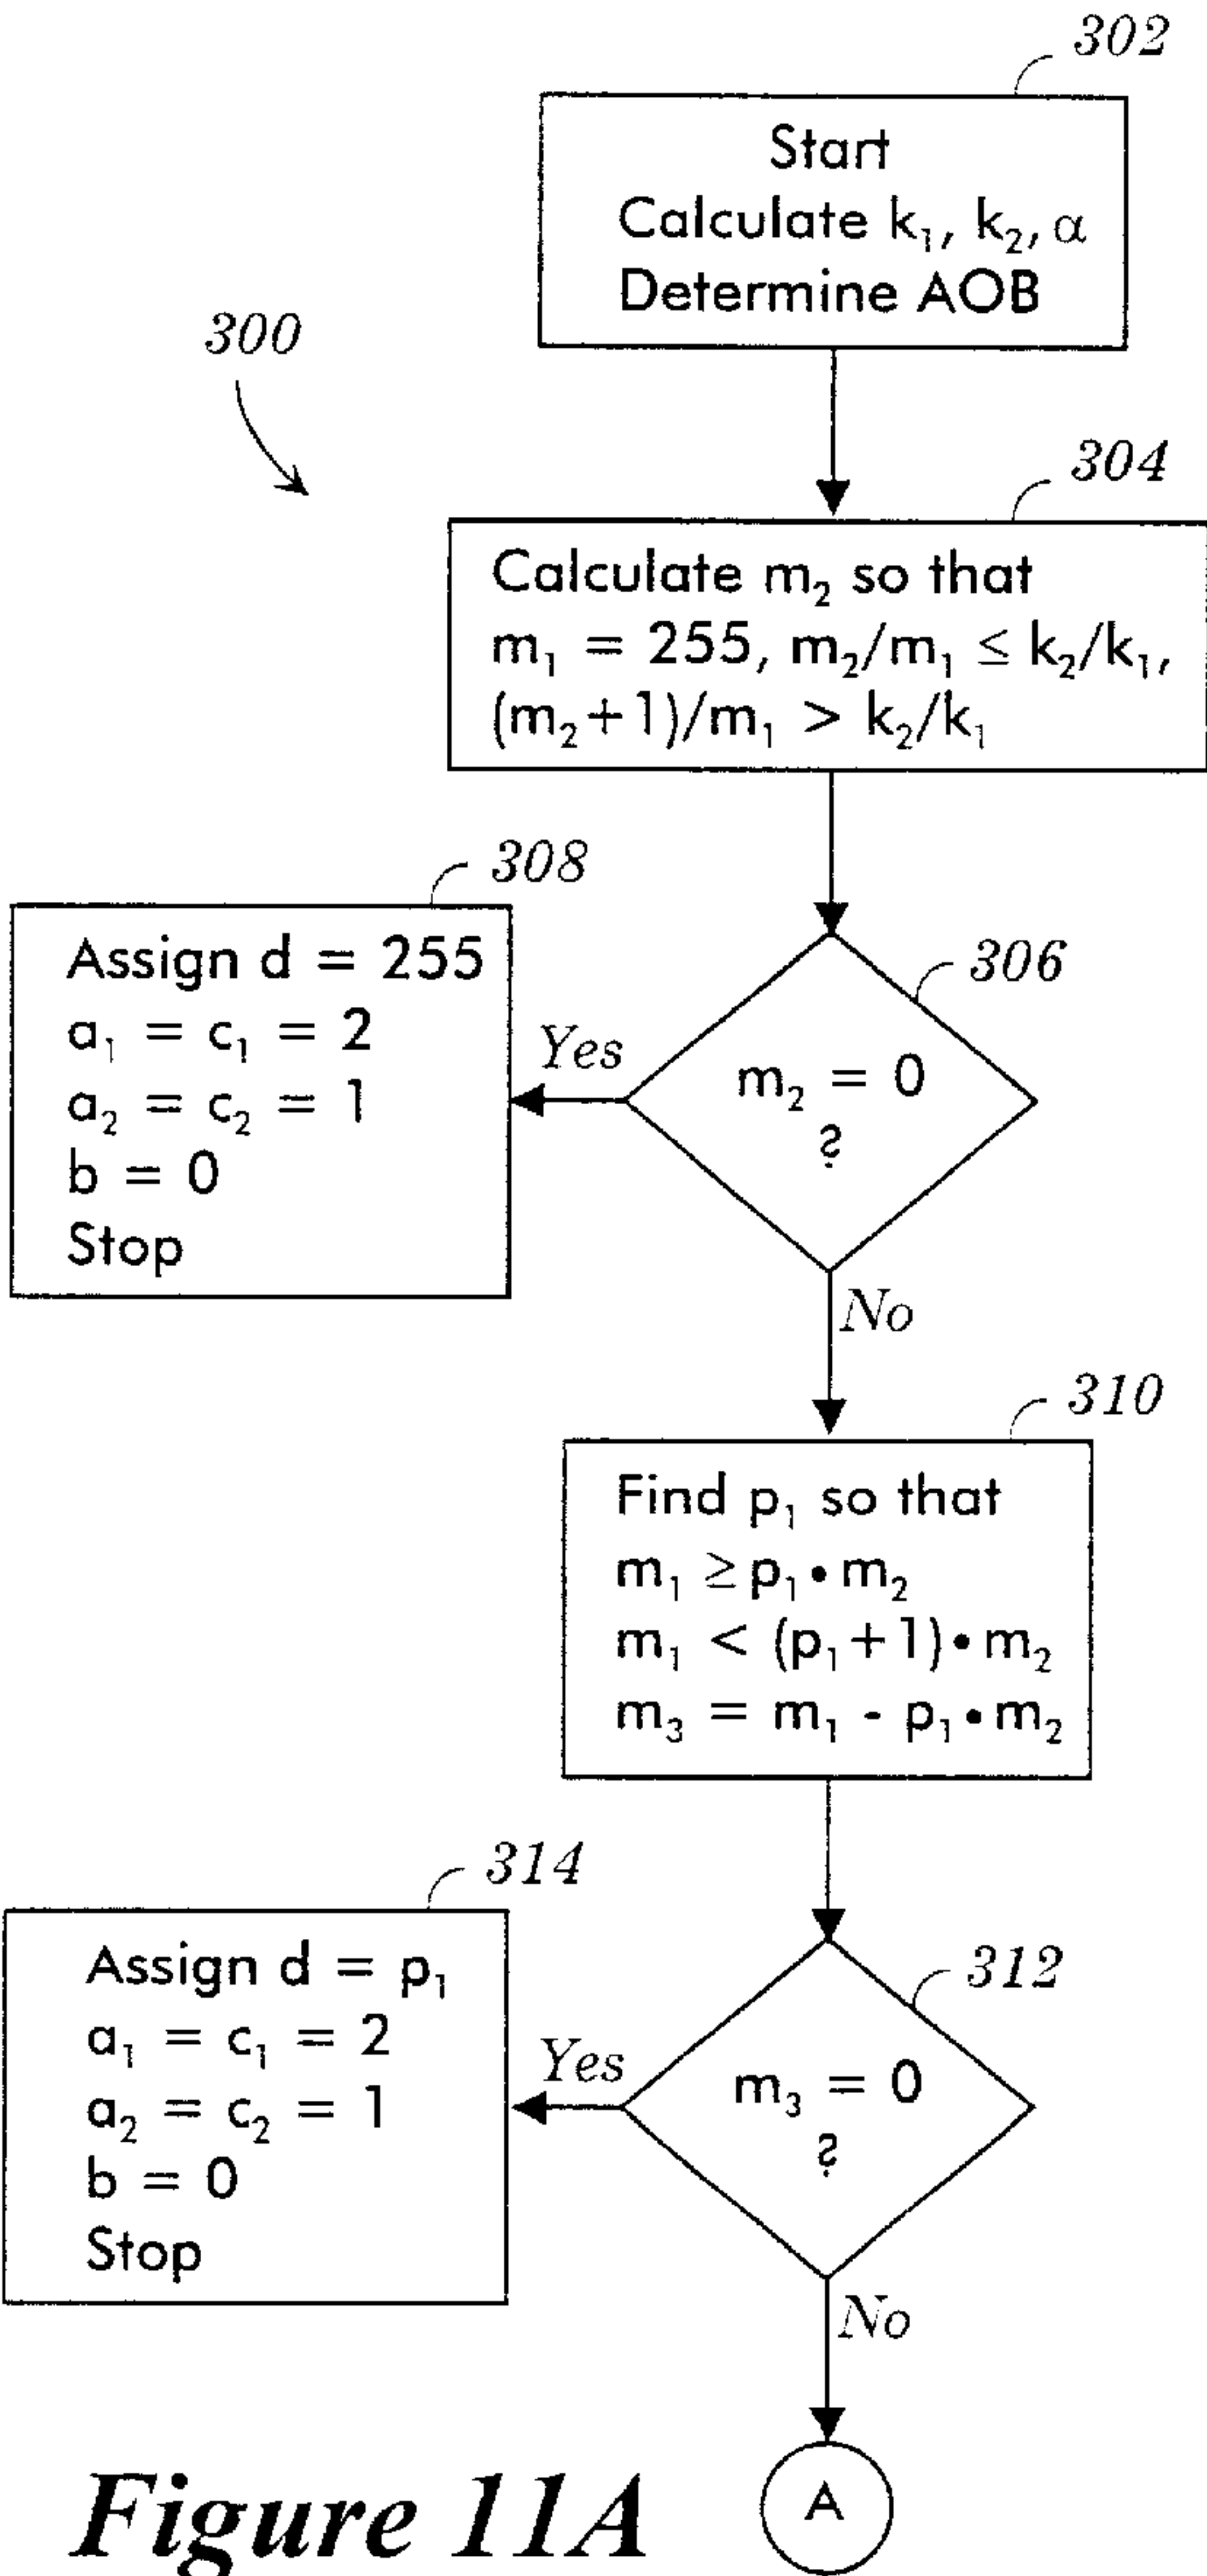 302
Start
Calculate k₁, k₂, α
Determine AOB
300
304
Calculate m₂ so that
m₁ = 255, m₂/m₁ ≤ k₂/k₁,
(m₂+1)/m₁ > k₂/k₁
308
Assign d = 255
a₁ = c₁ = 2
a₂ = c₂ = 1
b = 0
Stop
306
Yes
m₂ = 0
?
No
310
Find p₁ so that
m₁ ≥ p₁•m₂
m₁ < (p₁+1)•m₂
m₃ = m₁ - p₁•m₂
314
Assign d = p₁
a₁ = c₁ = 2
a₂ = c₂ = 1
b = 0
Stop
312
Yes
m₃ = 0
?
No
A
Figure 11A